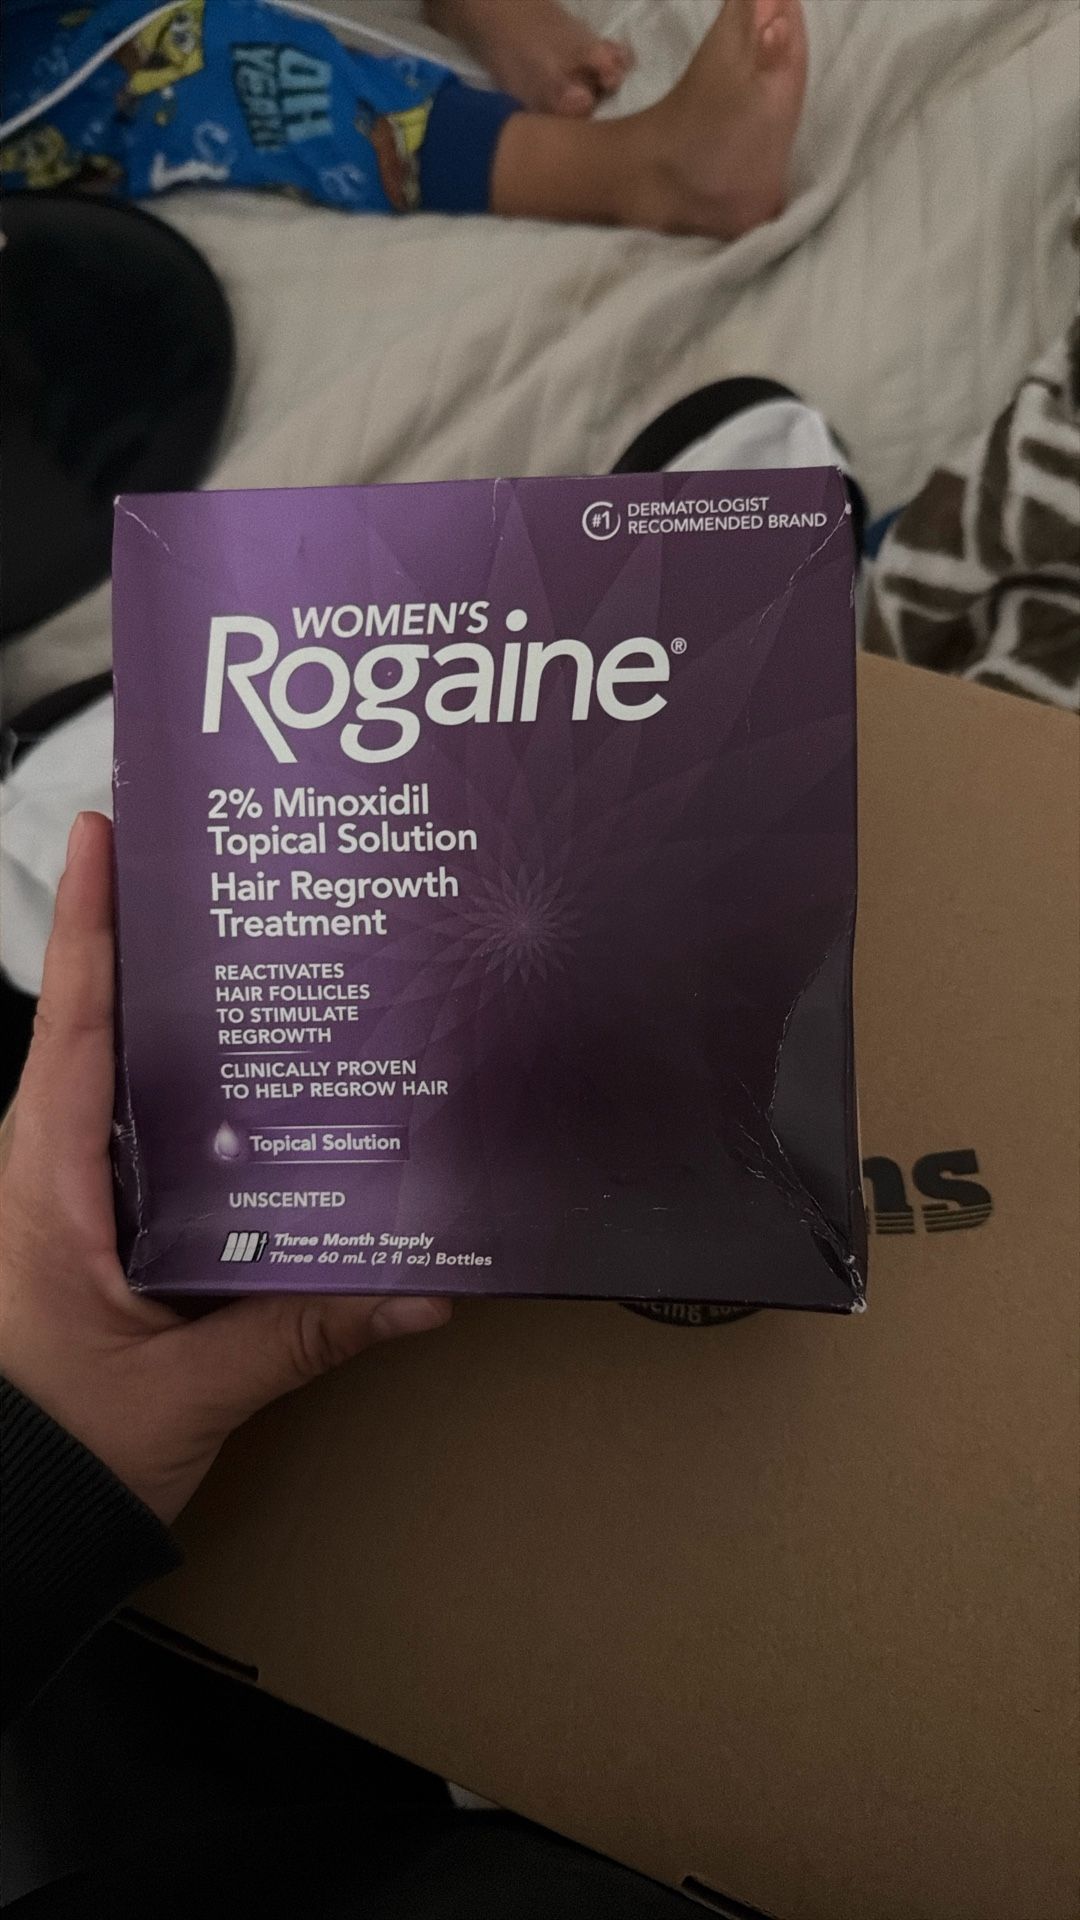 OH
YEAH!
#1 DERMATOLOGIST
RECOMMENDED BRAND
WOMEN'S
Rogaine®
2% Minoxidil
Topical Solution
Hair Regrowth
Treatment
REACTIVATES
HAIR FOLLICLES
TO STIMULATE
REGROWTH
CLINICALLY PROVEN
TO HELP REGROW HAIR
Topical Solution
UNSCENTED
Three Month Supply
Three 60 mL (2 fl oz) Bottles